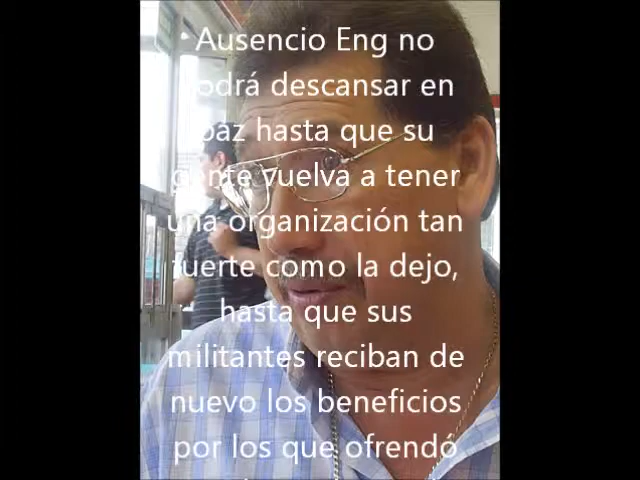 • Ausencio Eng no
podrá descansar en
paz hasta que su
gente vuelva a tener
una organización tan
fuerte como la dejo,
hasta que sus
militantes reciban de
nuevo los beneficios
por los que ofrendó